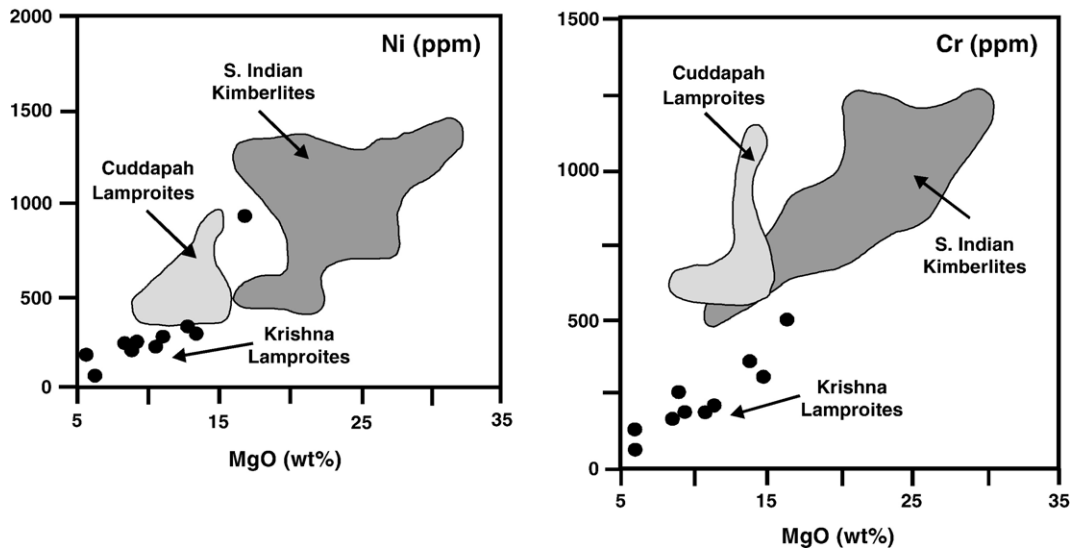 2000
1500
1000
500
0
Ni (ppm)
S. Indian
Kimberlites
Cuddapah
Lamproites
Krishna
Lamproites
5
15
25
35
MgO (wt%)
1500
1000
500
0
Cr (ppm)
Cuddapah
Lamproites
S. Indian
Kimberlites
Krishna
Lamproites
5
15
25
35
MgO (wt%)